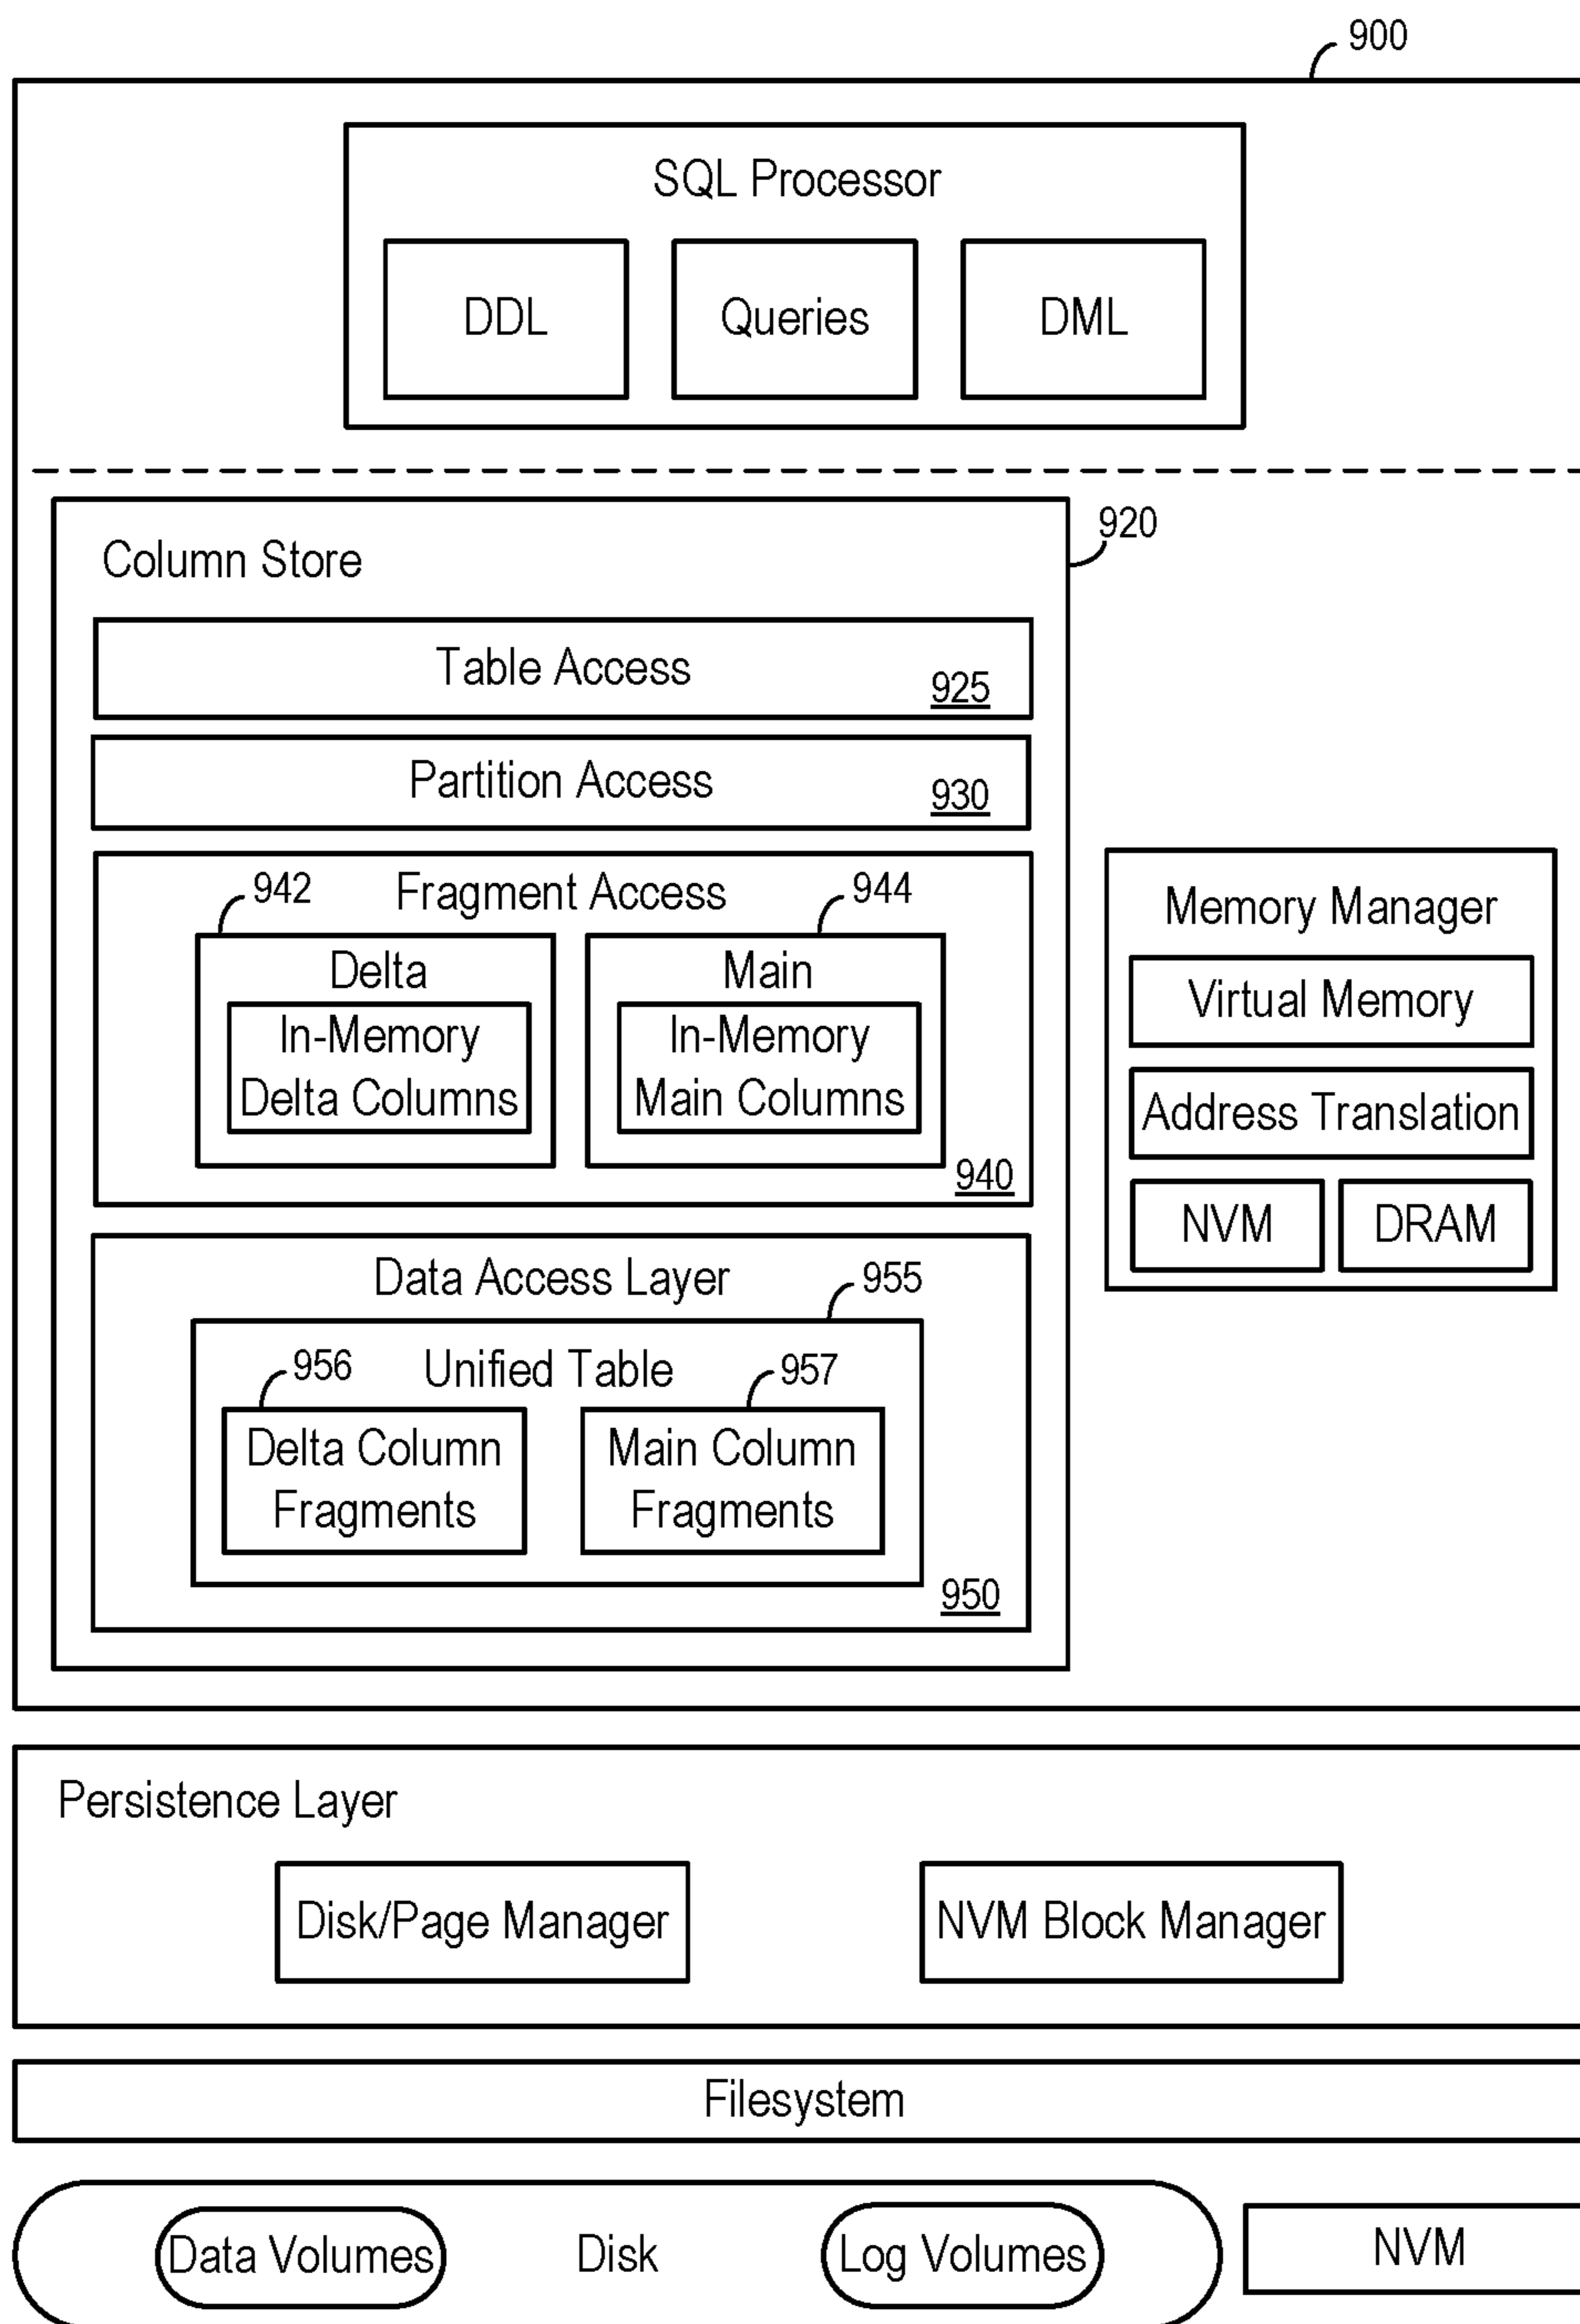 900
SQL Processor
DDL
Queries
DML
920
Column Store
Table Access
925
Partition Access
930
942
Fragment Access
944
Delta
In-Memory
Delta Columns
Main
In-Memory
Main Columns
940
Memory Manager
Virtual Memory
Address Translation
NVM
DRAM
Data Access Layer
955
956
Unified Table
957
Delta Column
Fragments
Main Column
Fragments
950
Persistence Layer
Disk/Page Manager
NVM Block Manager
Filesystem
Data Volumes
Disk
Log Volumes
NVM